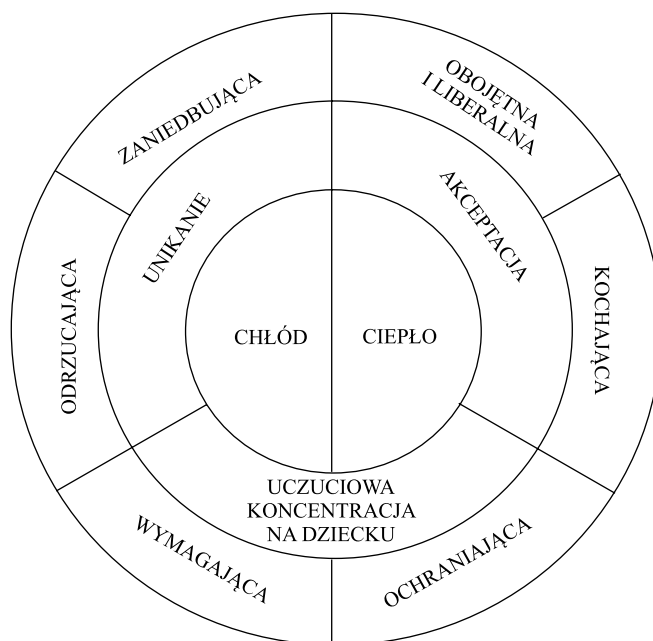 ZANIEDBUJĄCA
OBOJĘTNA
I LIBERALNA
UNIKANIE
AKCEPTACJA
ODRZUCAJĄCA
CHŁÓD
CIEPŁO
KOCHAJĄCA
UCZUCIOWA
KONCENTRACJA
NA DZIECKU
WYMAGAJĄCA
OCHRANIAJĄCA